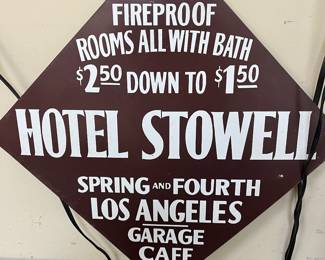 FIREPROOF
ROOMS ALL WITH BATH
$2.50 DOWN TO $1.50
HOTEL STOWELL
SPRING AND FOURTH
LOS ANGELES
GARAGE
CAFE